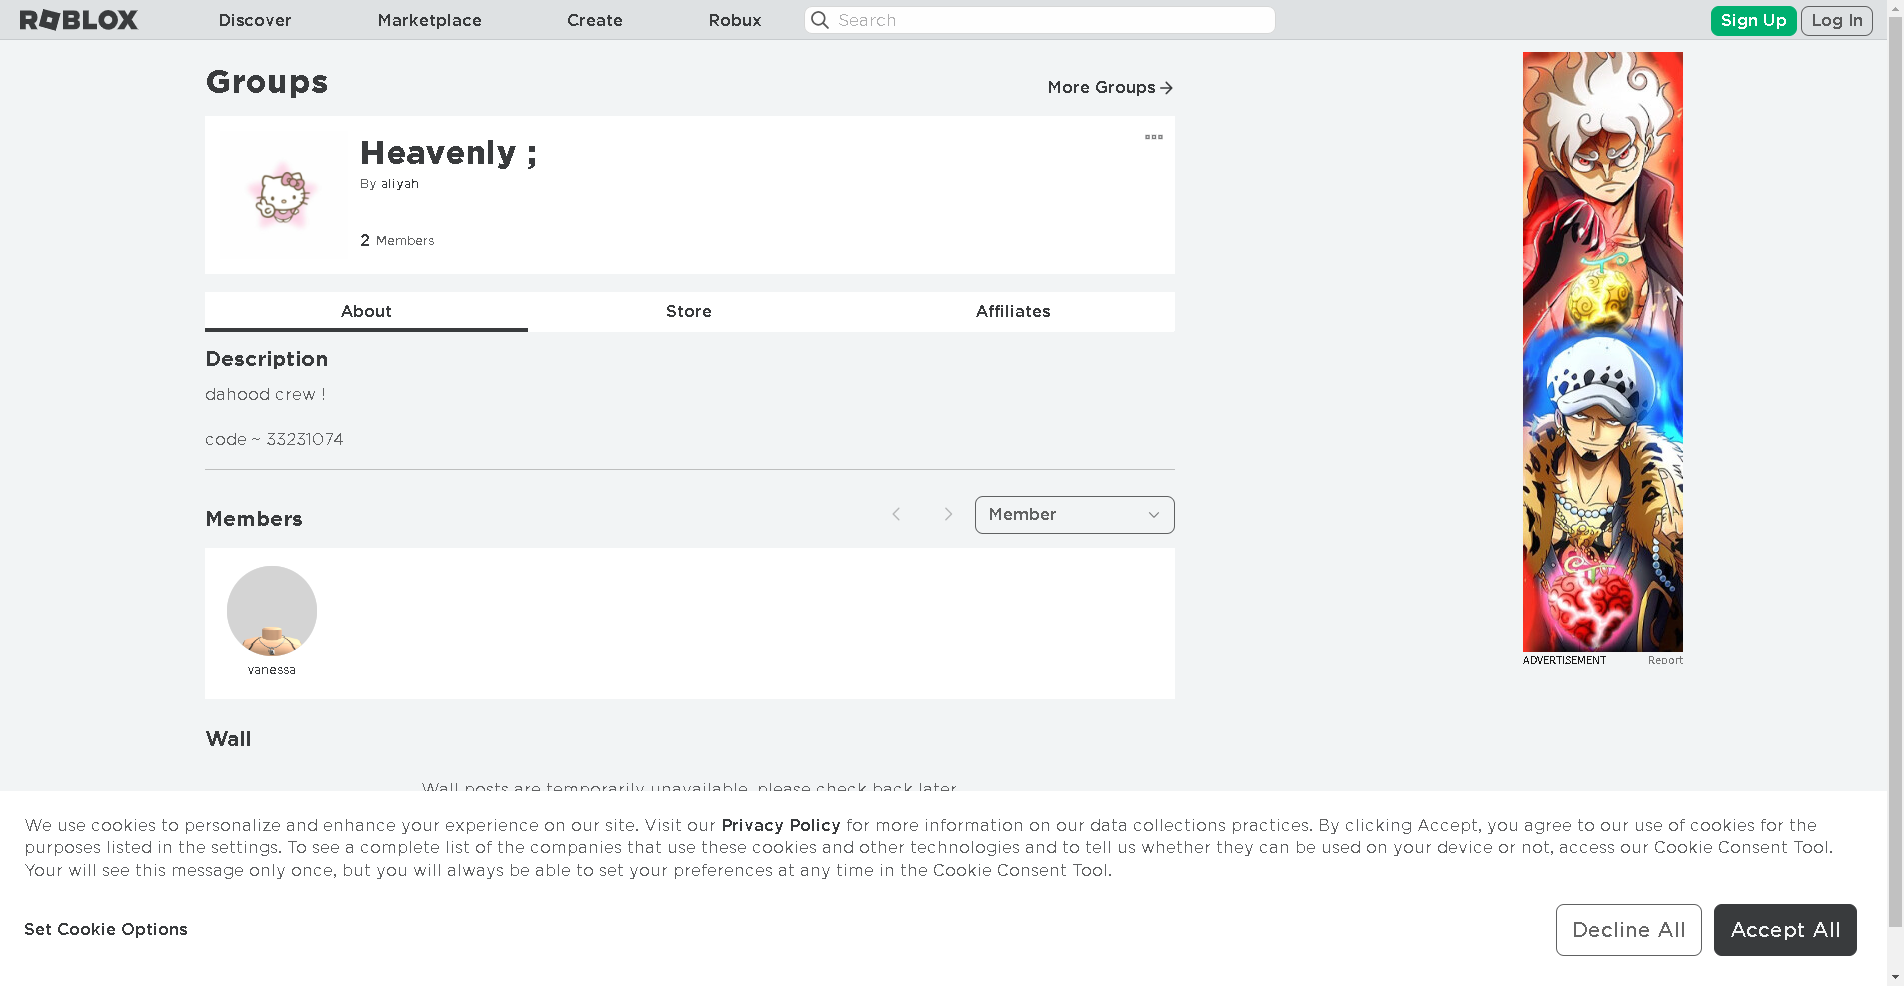 ROBLOX
Discover
Marketplace
Create
Robux
Search
Sign Up
Log In
Groups
More Groups
Heavenly ;
By aliyah
2 Members
About
Store
Affiliates
Description
dahood crew !
code ~ 33231074
Members
Member
vanessa
Wall
Wall posts are temporarily unavailable, please check back later.
ADVERTISEMENT
Report
We use cookies to personalize and enhance your experience on our site. Visit our Privacy Policy for more information on our data collections practices. By clicking Accept, you agree to our use of cookies for the
purposes listed in the settings. To see a complete list of the companies that use these cookies and other technologies and to tell us whether they can be used on your device or not, access our Cookie Consent Tool.
Your will see this message only once, but you will always be able to set your preferences at any time in the Cookie Consent Tool.
Set Cookie Options
Decline All
Accept All